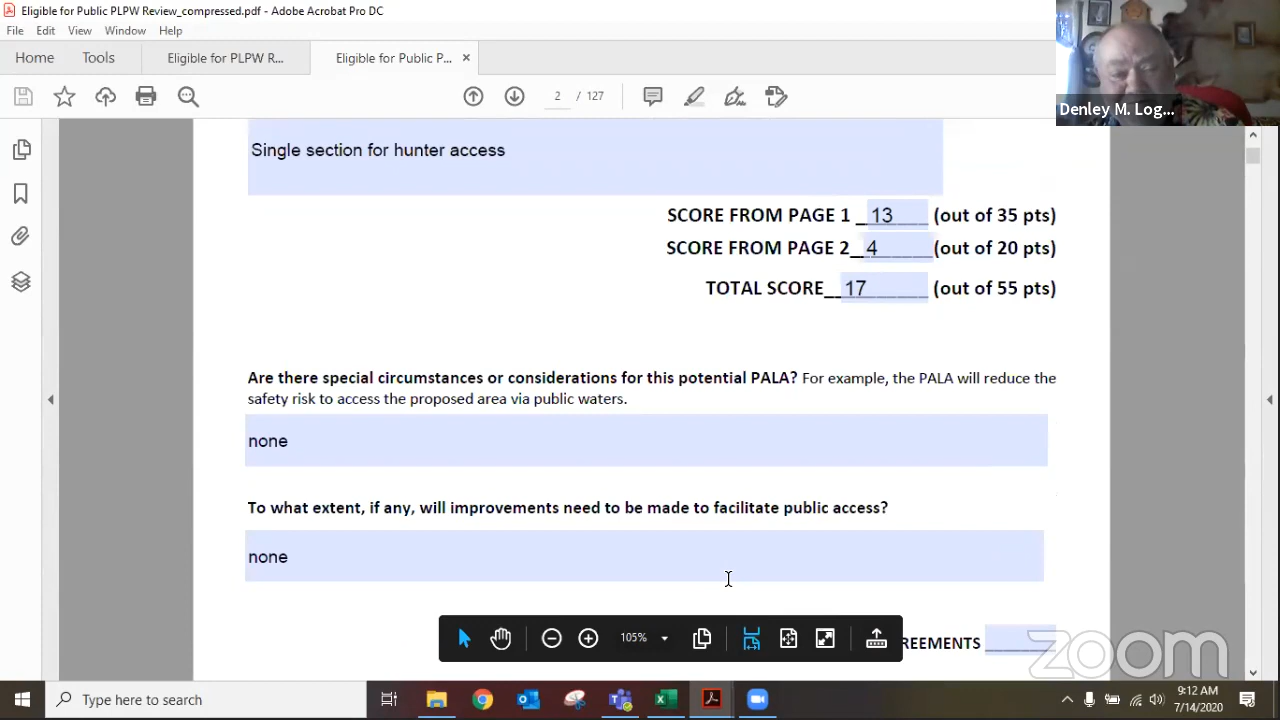 Eligible for Public PLPW Review_compressed.pdf - Adobe Acrobat Pro DC
File Edit View Window Help
Home Tools Eligible for PLPW R... Eligible for Public P... ×
2 / 127
Denley M. Log...
Single section for hunter access
SCORE FROM PAGE 1 _13____ (out of 35 pts)
SCORE FROM PAGE 2__4______(out of 20 pts)
TOTAL SCORE__17_______ (out of 55 pts)
Are there special circumstances or considerations for this potential PALA? For example, the PALA will reduce the
safety risk to access the proposed area via public waters.
none
To what extent, if any, will improvements need to be made to facilitate public access?
none
105%
REEMENTS
zoom
Type here to search
9:12 AM
7/14/2020